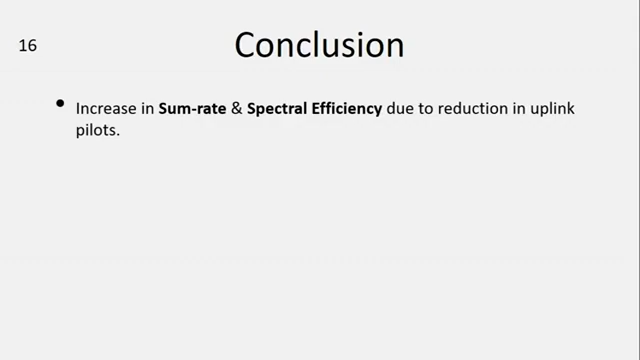 16
Conclusion
• Increase in Sum-rate & Spectral Efficiency due to reduction in uplink
pilots.